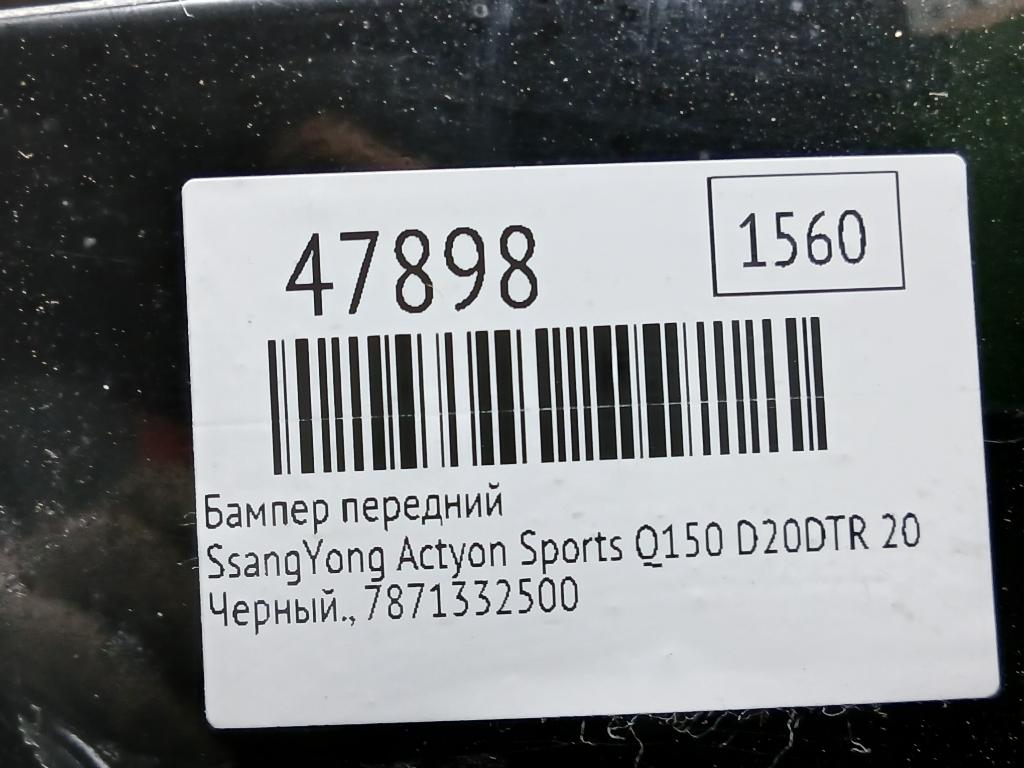 47898
1560
Бампер передний
SsangYong Actyon Sports Q150 D20DTR 20
Черный., 7871332500